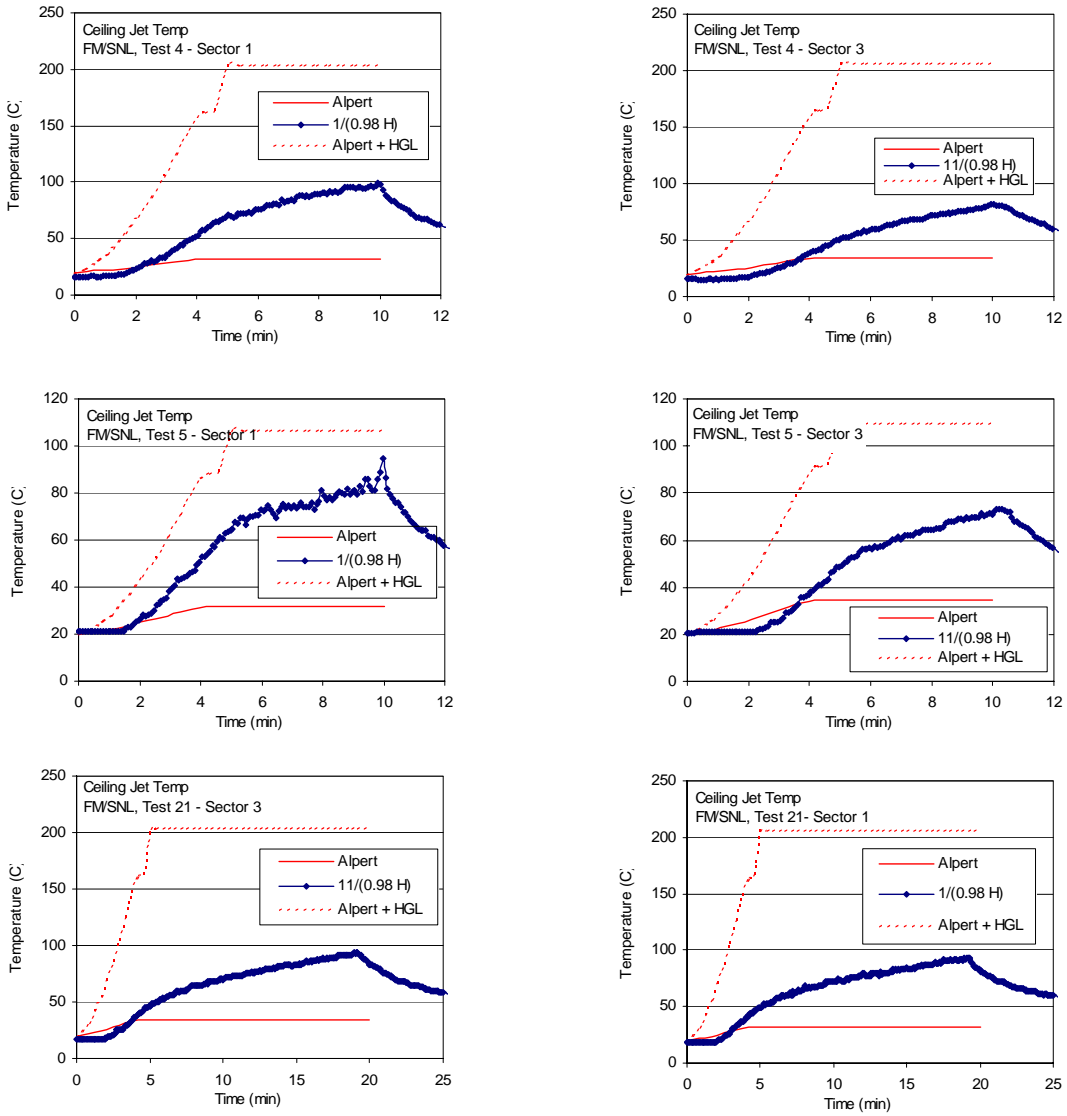 Ceiling Jet Temp
FM/SNL, Test 4 - Sector 1
Temperature (C)
250
200
150
100
50
0
Alpert
1/(0.98 H)
Alpert + HGL
0 2 4 6 8 10 12
Time (min)
Ceiling Jet Temp
FM/SNL, Test 4 - Sector 3
Temperature (C)
250
200
150
100
50
0
Alpert
11/(0.98 H)
Alpert + HGL
0 2 4 6 8 10 12
Time (min)
Ceiling Jet Temp
FM/SNL, Test 5 - Sector 1
Temperature (C)
120
100
80
60
40
20
0
Alpert
1/(0.98 H)
Alpert + HGL
0 2 4 6 8 10 12
Time (min)
Ceiling Jet Temp
FM/SNL, Test 5 - Sector 3
Temperature (C)
120
100
80
60
40
20
0
Alpert
11/(0.98 H)
Alpert + HGL
0 2 4 6 8 10 12
Time (min)
Ceiling Jet Temp
FM/SNL, Test 21 - Sector 3
Temperature (C)
250
200
150
100
50
0
Alpert
11/(0.98 H)
Alpert + HGL
0 5 10 15 20 25
Time (min)
Ceiling Jet Temp
FM/SNL, Test 21- Sector 1
Temperature (C)
250
200
150
100
50
0
Alpert
1/(0.98 H)
Alpert + HGL
0 5 10 15 20 25
Time (min)